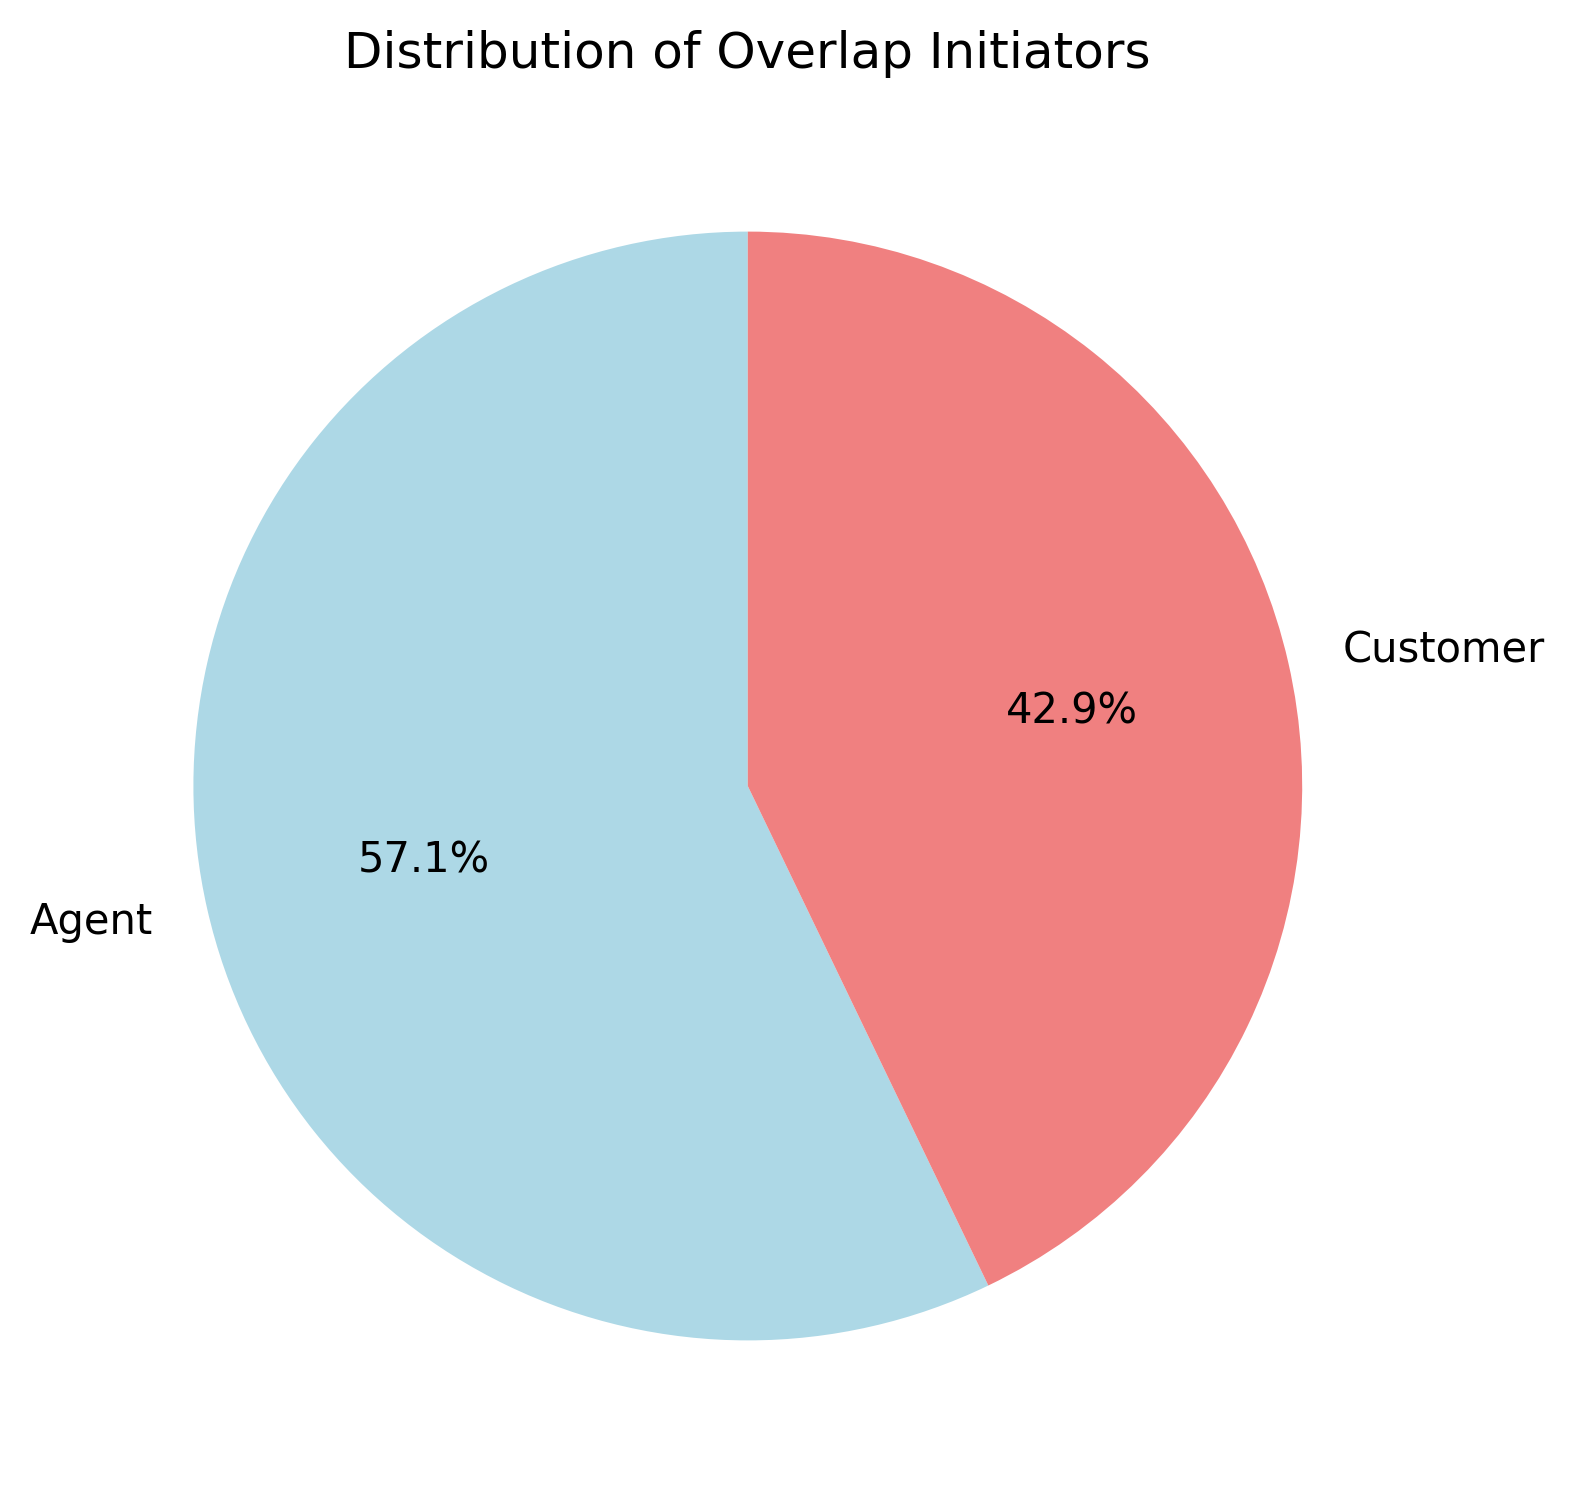 Distribution of Overlap Initiators
Customer
42.9%
57.1%
Agent